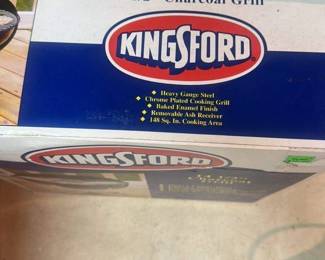 Charcoal Grill
KINGSFORD®
Heavy Gauge Steel
Chrome Plated Cooking Grill
Baked Enamel Finish
Removable Ash Receiver
148 Sq. In. Cooking Area
KINGSFORD